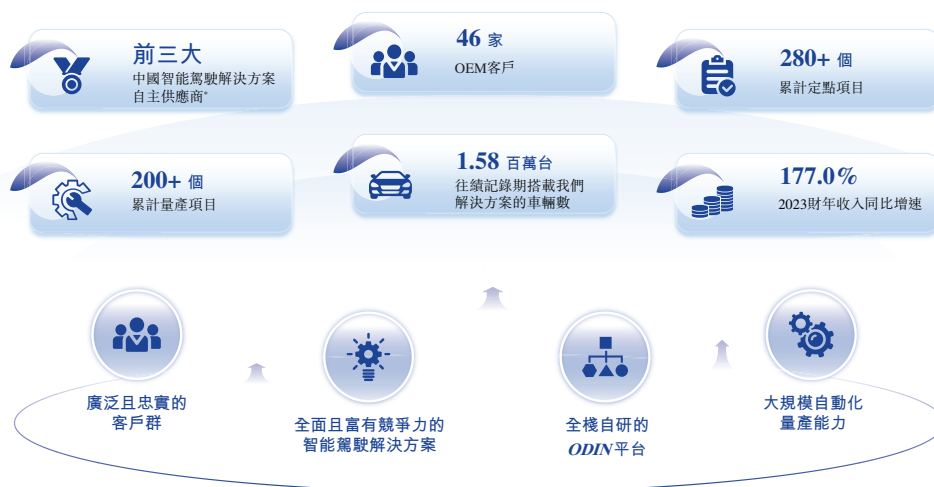 前三大
中國智能駕駛解決方案
自主供應商*
46 家
OEM客戶
280+ 個
累計定點項目
200+ 個
累計量產項目
1.58 百萬台
往績記錄期搭載我們
解決方案的車輛數
177.0%
2023財年收入同比增速
廣泛且忠實的
客戶群
全面且富有競爭力的
智能駕駛解決方案
全棧自研的
ODIN平台
大規模自動化
量產能力